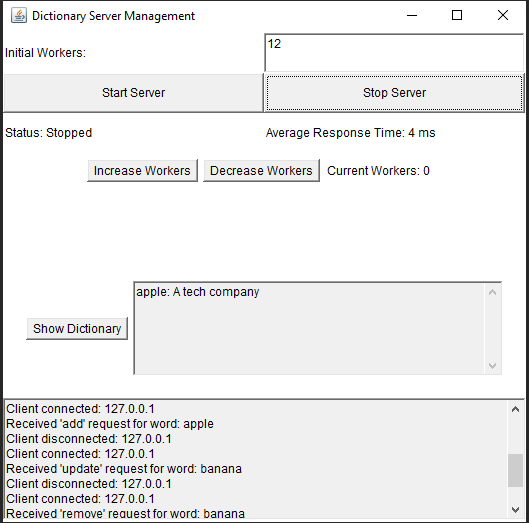 Dictionary Server Management
Initial Workers:
12
Start Server
Stop Server
Status: Stopped
Average Response Time: 4 ms
Increase Workers
Decrease Workers
Current Workers: 0
Show Dictionary
apple: A tech company
Client connected: 127.0.0.1
Received 'add' request for word: apple
Client disconnected: 127.0.0.1
Client connected: 127.0.0.1
Received 'update' request for word: banana
Client disconnected: 127.0.0.1
Client connected: 127.0.0.1
Received 'remove' request for word: banana